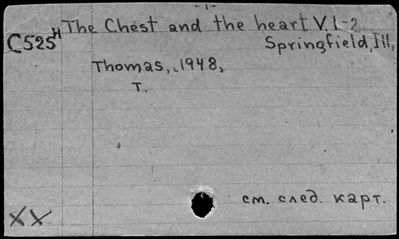 -1-
The Chest and the heart V. 1-2
C525H
Springfield, Ill,
Thomas, 1948,
T.
см. след. карт.
XX